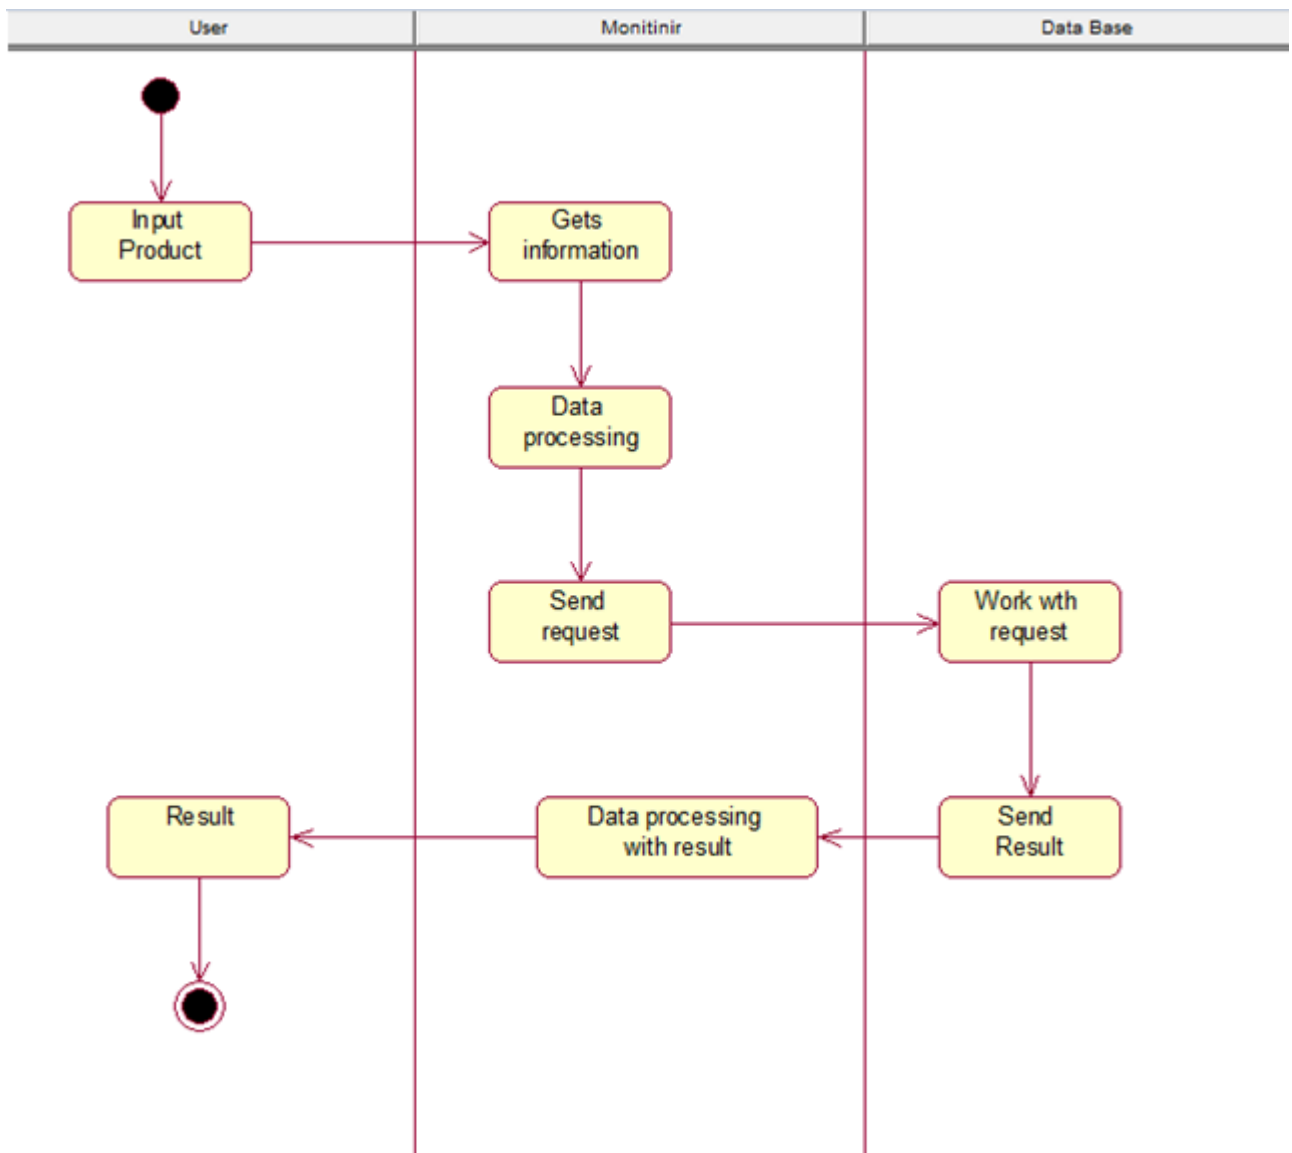 User
Monitinir
Data Base
Input
Product
Gets
information
Data
processing
Send
request
Work wth
request
Result
Data processing
with result
Send
Result